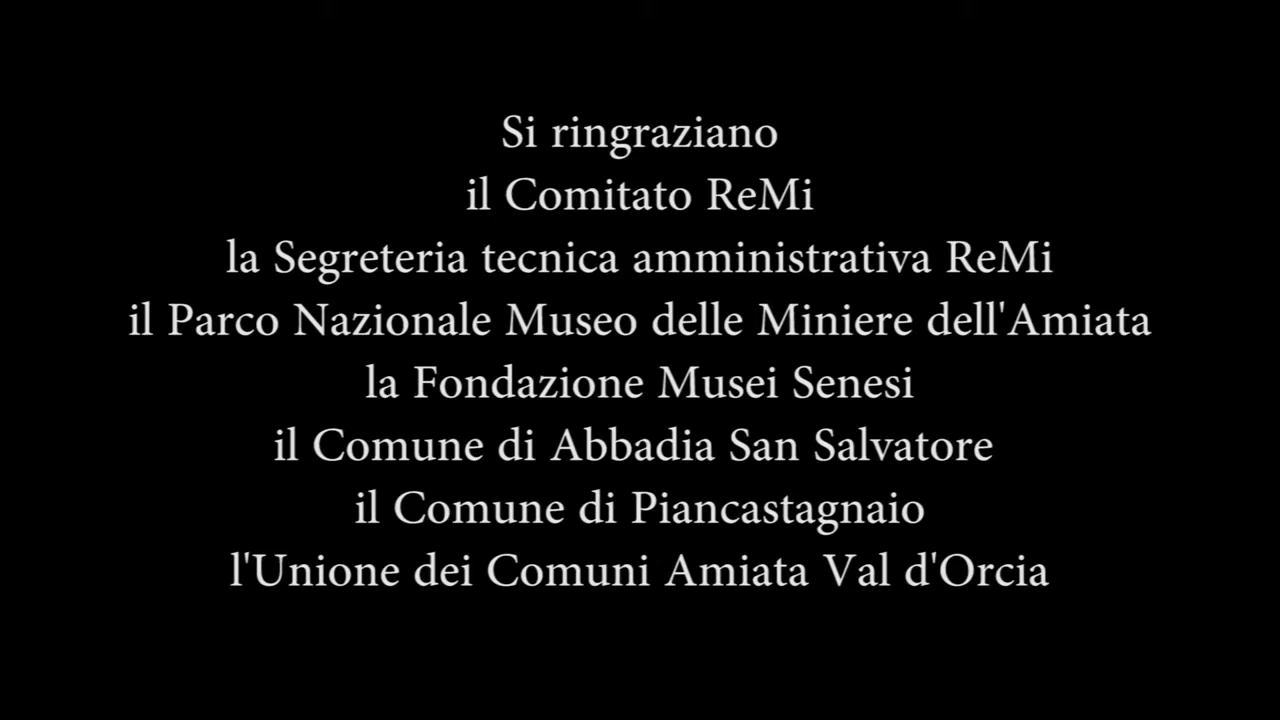 Si ringraziano
il Comitato ReMi
la Segreteria tecnica amministrativa ReMi
il Parco Nazionale Museo delle Miniere dell'Amiata
la Fondazione Musei Senesi
il Comune di Abbadia San Salvatore
il Comune di Piancastagnaio
l'Unione dei Comuni Amiata Val d'Orcia